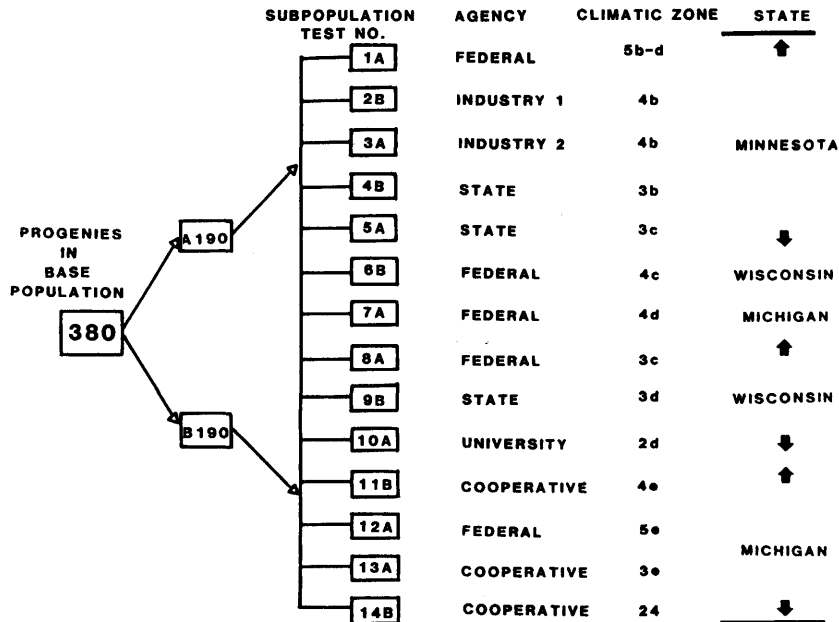 SUBPOPULATION TEST NO. AGENCY CLIMATIC ZONE STATE
1A FEDERAL 5b-d
2B INDUSTRY 1 4b
3A INDUSTRY 2 4b MINNESOTA
4B STATE 3b
5A STATE 3c
6B FEDERAL 4c WISCONSIN
7A FEDERAL 4d MICHIGAN
8A FEDERAL 3c
9B STATE 3d WISCONSIN
10A UNIVERSITY 2d
11B COOPERATIVE 4e
12A FEDERAL 5e
MICHIGAN
13A COOPERATIVE 3e
14B COOPERATIVE 24
PROGENIES
IN
BASE
POPULATION
380
A190
B190